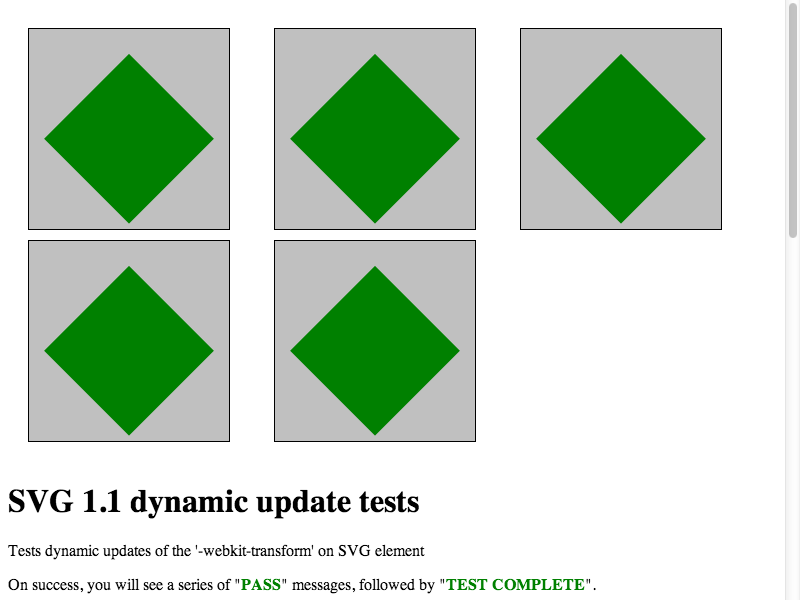 SVG 1.1 dynamic update tests
Tests dynamic updates of the '-webkit-transform' on SVG element
On success, you will see a series of "PASS" messages, followed by "TEST COMPLETE".